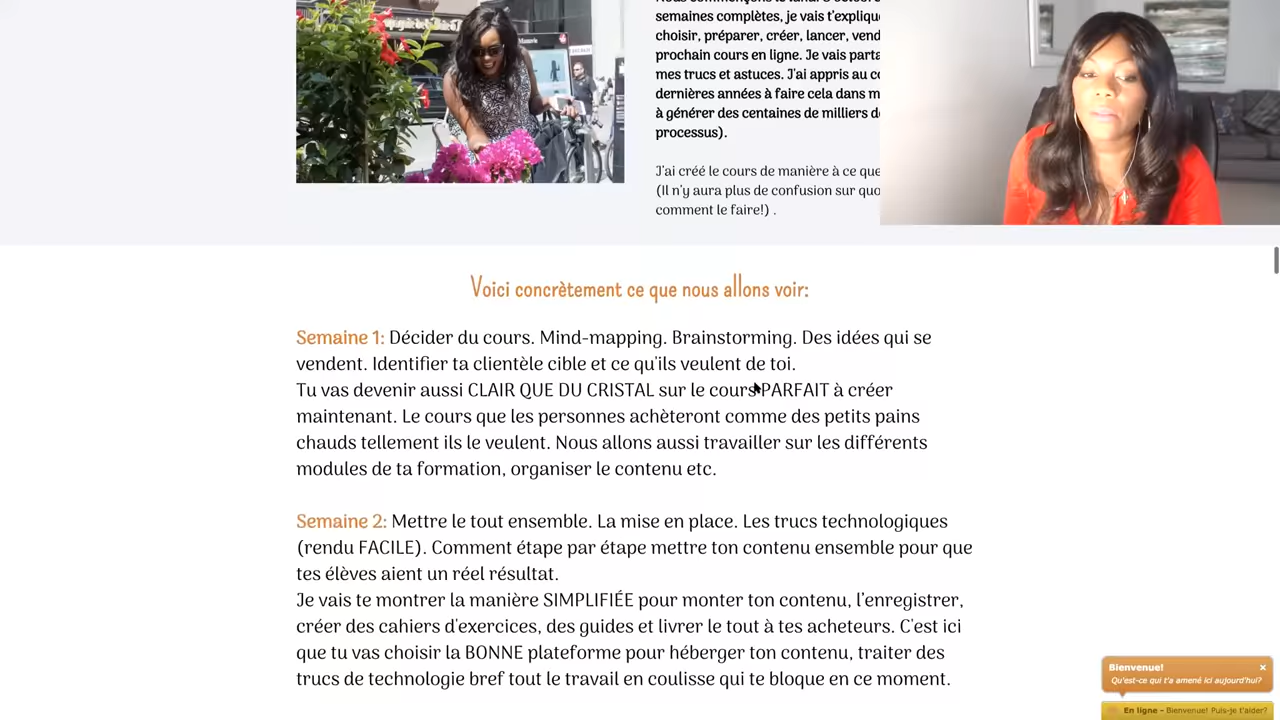 semaines complètes, je vais t'explique
choisir, préparer, créer, lancer, vend
prochain cours en ligne. Je vais parta
mes trucs et astuces. J'ai appris au co
dernières années à faire cela dans m
à générer des centaines de milliers de
processus).
J'ai créé le cours de manière à ce que
(Il n'y aura plus de confusion sur quo
comment le faire!) .
Voici concrètement ce que nous allons voir:
Semaine 1: Décider du cours. Mind-mapping. Brainstorming. Des idées qui se
vendent. Identifier ta clientèle cible et ce qu'ils veulent de toi.
Tu vas devenir aussi CLAIR QUE DU CRISTAL sur le cours PARFAIT à créer
maintenant. Le cours que les personnes achèteront comme des petits pains
chauds tellement ils le veulent. Nous allons aussi travailler sur les différents
modules de ta formation, organiser le contenu etc.
Semaine 2: Mettre le tout ensemble. La mise en place. Les trucs technologiques
(rendu FACILE). Comment étape par étape mettre ton contenu ensemble pour que
tes élèves aient un réel résultat.
Je vais te montrer la manière SIMPLIFIÉE pour monter ton contenu, l'enregistrer,
créer des cahiers d'exercices, des guides et livrer le tout à tes acheteurs. C'est ici
que tu vas choisir la BONNE plateforme pour héberger ton contenu, traiter des
trucs de technologie bref tout le travail en coulisse qui te bloque en ce moment.
Bienvenue! ×
Qu'est-ce qui t'a amené ici aujourd'hui?
En ligne – Bienvenue! Puis-je t'aider?